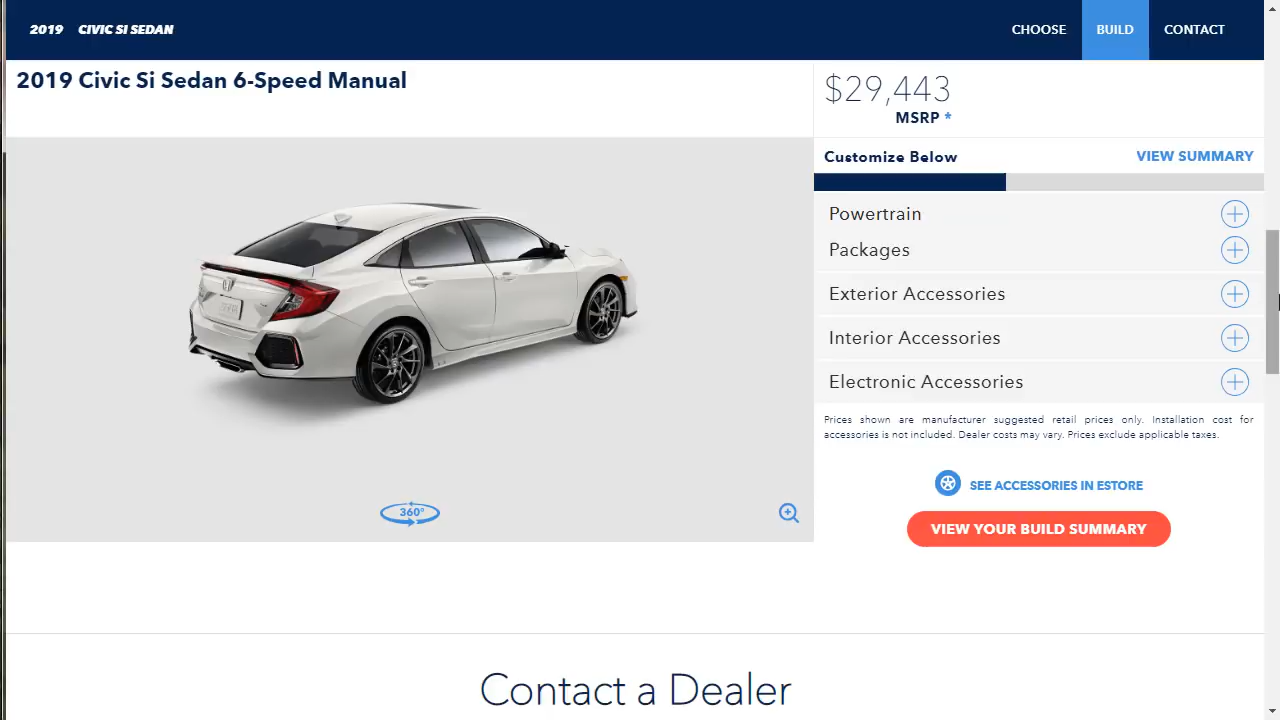 2019 CIVIC SI SEDAN
CHOOSE
BUILD
CONTACT
2019 Civic Si Sedan 6-Speed Manual
$29,443
MSRP *
Customize Below
VIEW SUMMARY
Powertrain
Packages
Exterior Accessories
Interior Accessories
Electronic Accessories
Prices shown are manufacturer suggested retail prices only. Installation cost for
accessories is not included. Dealer costs may vary. Prices exclude applicable taxes.
360°
SEE ACCESSORIES IN ESTORE
VIEW YOUR BUILD SUMMARY
Contact a Dealer